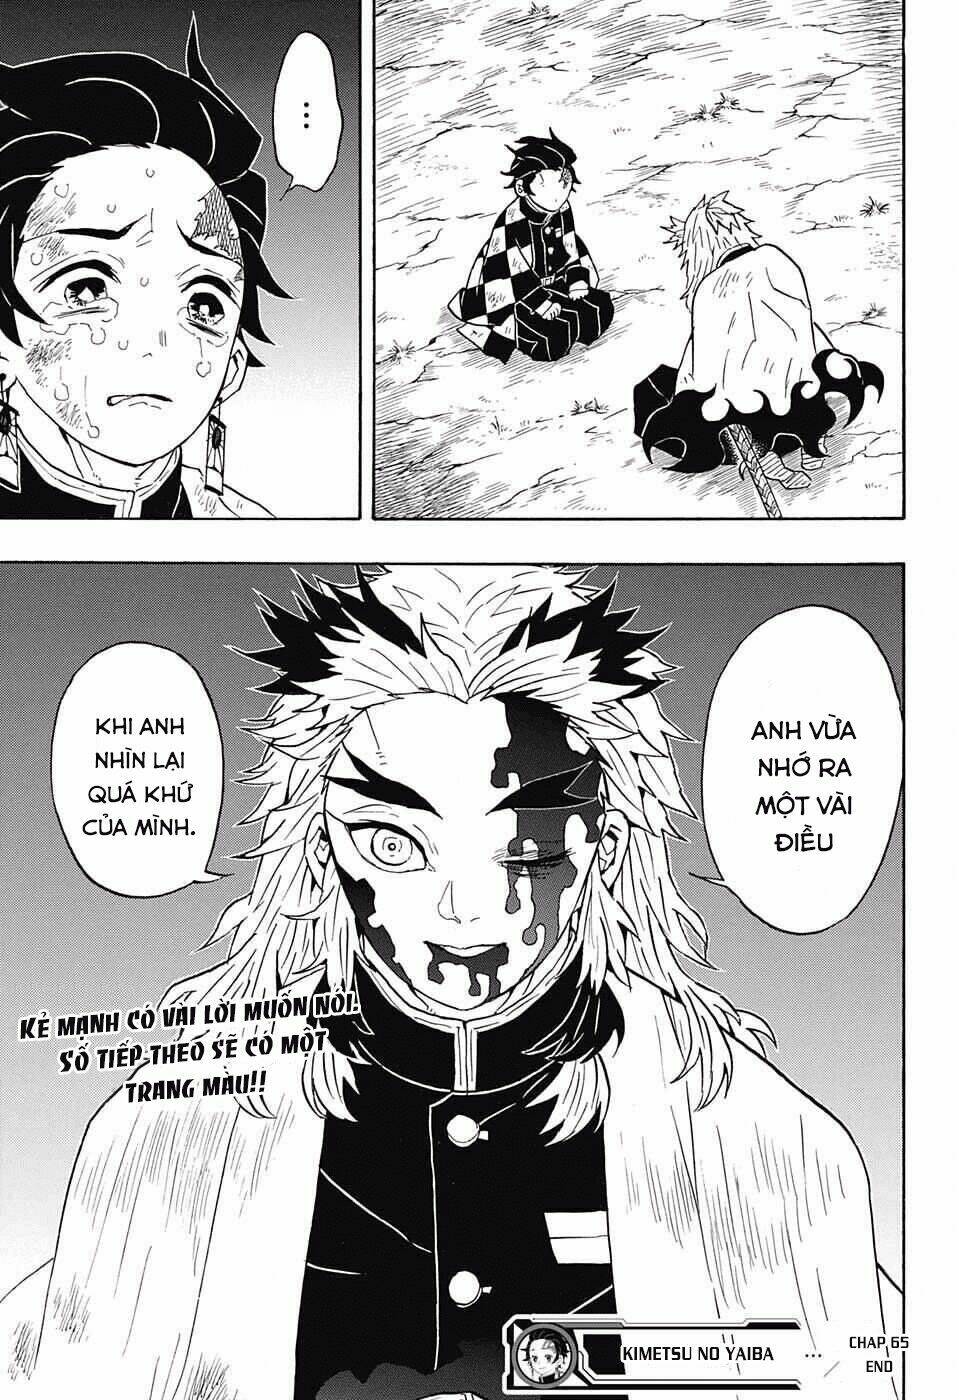 ...
ANH VỪA
NHỚ RA
MỘT VÀI
ĐIỀU
KHI ANH
NHÌN LẠI
QUÁ KHỨ
CỦA MÌNH.
KẺ MẠNH CÓ VÀI LỜI MUỐN NÓI.
SỐ TIẾP THEO SẼ CÓ MỘT
TRANG MÀU!!
KIMETSU NO YAIBA ...
CHAP 65
END